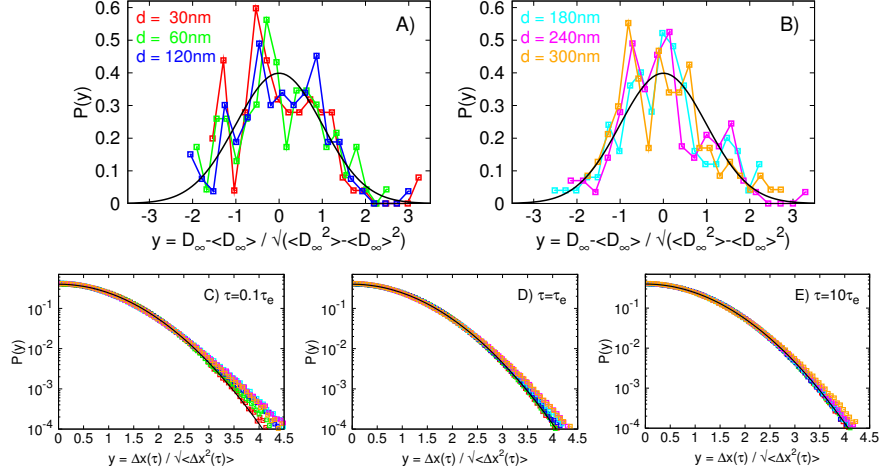 A)
d = 30nm
d = 60nm
d = 120nm
P(y)
0.6
0.5
0.4
0.3
0.2
0.1
0
-3 -2 -1 0 1 2 3
y = D∞-<D∞> / √(<D∞²>-<D∞>²)
B)
d = 180nm
d = 240nm
d = 300nm
P(y)
0.6
0.5
0.4
0.3
0.2
0.1
0
-3 -2 -1 0 1 2 3
y = D∞-<D∞> / √(<D∞²>-<D∞>²)
C) τ=0.1τe
P(y)
10⁻¹
10⁻²
10⁻³
10⁻⁴
0 0.5 1 1.5 2 2.5 3 3.5 4 4.5
y = Δx(τ) / √<Δx²(τ)>
D) τ=τe
P(y)
10⁻¹
10⁻²
10⁻³
10⁻⁴
0 0.5 1 1.5 2 2.5 3 3.5 4 4.5
y = Δx(τ) / √<Δx²(τ)>
E) τ=10τe
P(y)
10⁻¹
10⁻²
10⁻³
10⁻⁴
0 0.5 1 1.5 2 2.5 3 3.5 4 4.5
y = Δx(τ) / √<Δx²(τ)>